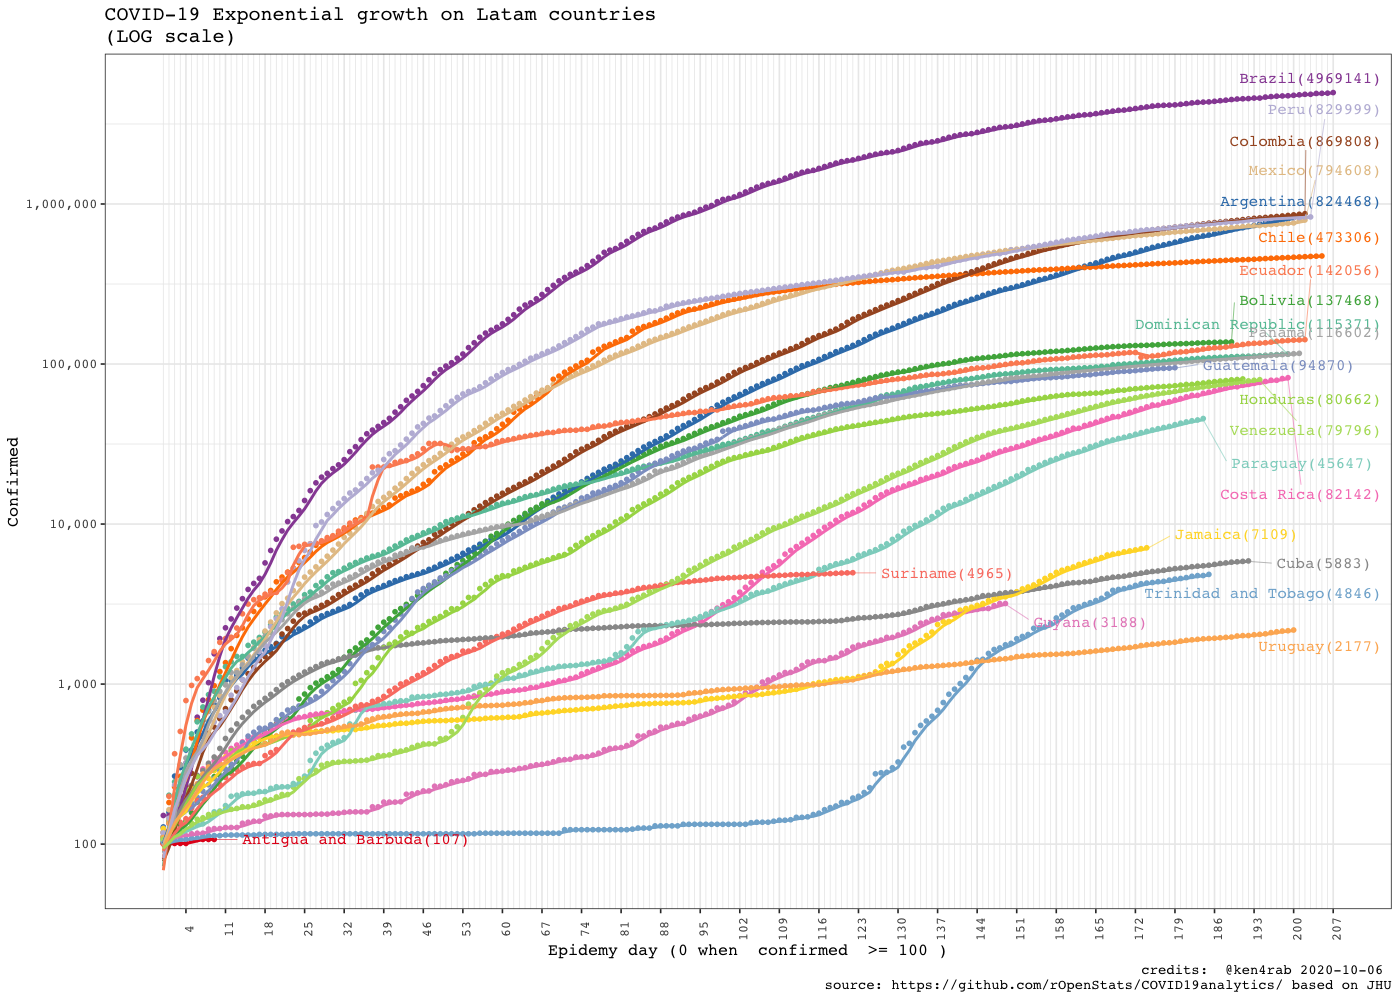 COVID-19 Exponential growth on Latam countries
(LOG scale)
Brazil(4969141)
Peru(829999)
Colombia(869808)
Mexico(794608)
Argentina(824468)
Chile(473306)
Ecuador(142056)
Bolivia(137468)
Dominican Republic(115371)
Panama(116602)
Guatemala(94870)
Honduras(80662)
Venezuela(79796)
Paraguay(45647)
Costa Rica(82142)
Jamaica(7109)
Cuba(5883)
Suriname(4965)
Trinidad and Tobago(4846)
Guyana(3188)
Uruguay(2177)
Antigua and Barbuda(107)
1,000,000
100,000
10,000
1,000
100
Confirmed
4 11 18 25 32 39 46 53 60 67 74 81 88 95 102 109 116 123 130 137 144 151 158 165 172 179 186 193 200 207
Epidemy day (0 when  confirmed  >= 100 )
credits:  @ken4rab 2020-10-06
source: https://github.com/rOpenStats/COVID19analytics/ based on JHU